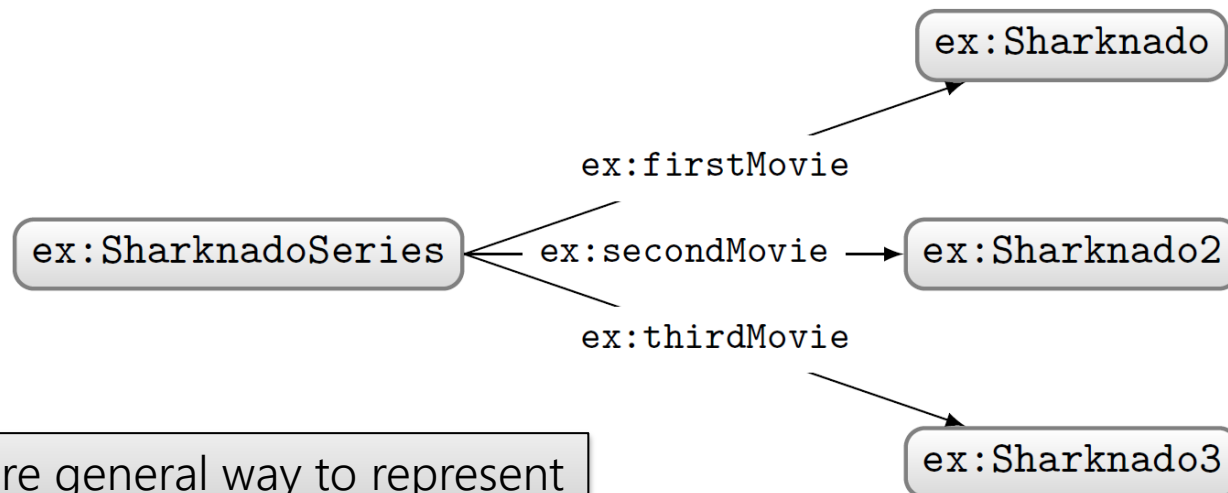 ex:Sharknado
ex:firstMovie
ex:SharknadoSeries
ex:secondMovie
ex:Sharknado2
ex:thirdMovie
ex:Sharknado3
re general way to represent